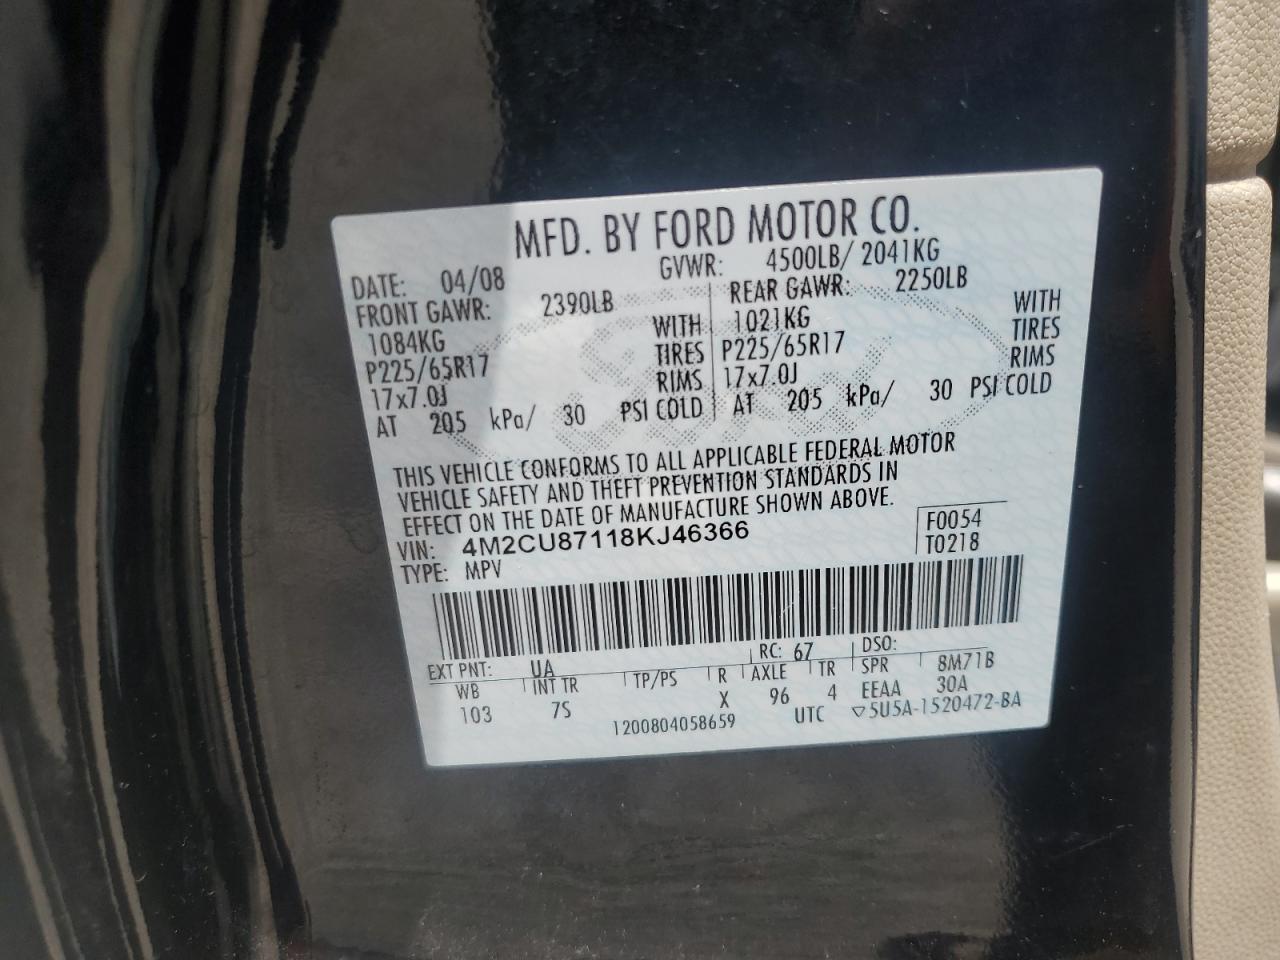 MFD. BY FORD MOTOR CO.
DATE: 04/08 GVWR: 4500LB/ 2041KG
FRONT GAWR: 2390LB REAR GAWR: 2250LB
1084KG WITH 1021KG WITH
P225/65R17 TIRES P225/65R17 TIRES
17x7.0J RIMS 17x7.0J RIMS
AT 205 kPa/ 30 PSI COLD AT 205 kPa/ 30 PSI COLD
THIS VEHICLE CONFORMS TO ALL APPLICABLE FEDERAL MOTOR
VEHICLE SAFETY AND THEFT PREVENTION STANDARDS IN
EFFECT ON THE DATE OF MANUFACTURE SHOWN ABOVE.
VIN: 4M2CU87118KJ46366 F0054
TYPE: MPV T0218
EXT PNT: UA RC: 67 DSO:
WB INT TR TP/PS R AXLE TR SPR 8M71B
103 7S X 96 4 EEAA 30A
1200804058659 UTC ▽5U5A-1520472-BA